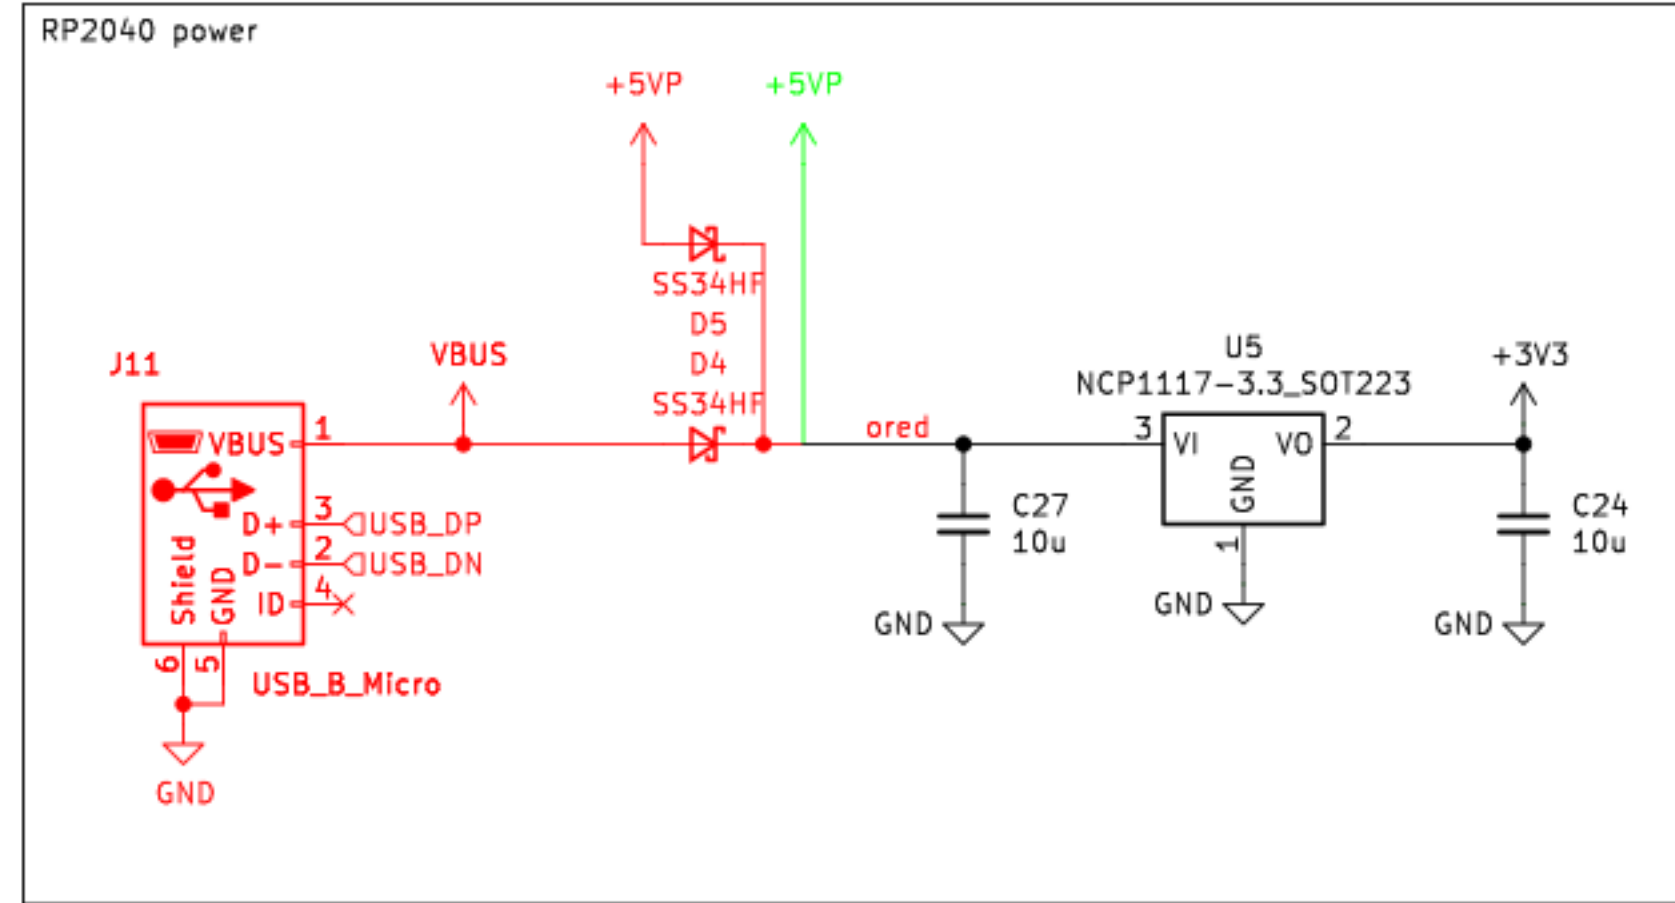 RP2040 power
+5VP
+5VP
SS34HF
D5
D4
SS34HF
J11
VBUS
VBUS
1
D+
3
USB_DP
D-
2
USB_DN
ID
4
Shield
GND
6
5
USB_B_Micro
GND
ored
C27
10u
GND
U5
NCP1117-3.3_SOT223
3
VI
VO
2
GND
1
GND
+3V3
C24
10u
GND